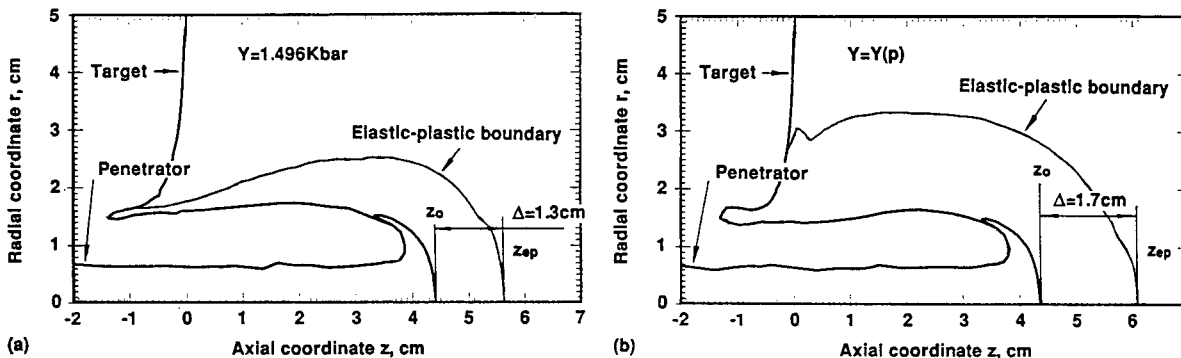 Y=1.496Kbar
Target
Elastic-plastic boundary
Penetrator
z₀
Δ=1.3cm
zep
5
4
3
2
1
0
-2
-1
0
1
2
3
4
5
6
7
Radial coordinate r, cm
Axial coordinate z, cm
(a)
Y=Y(p)
Target
Elastic-plastic boundary
Penetrator
z₀
Δ=1.7cm
zep
5
4
3
2
1
0
-2
-1
0
1
2
3
4
5
6
Radial coordinate r, cm
Axial coordinate z, cm
(b)